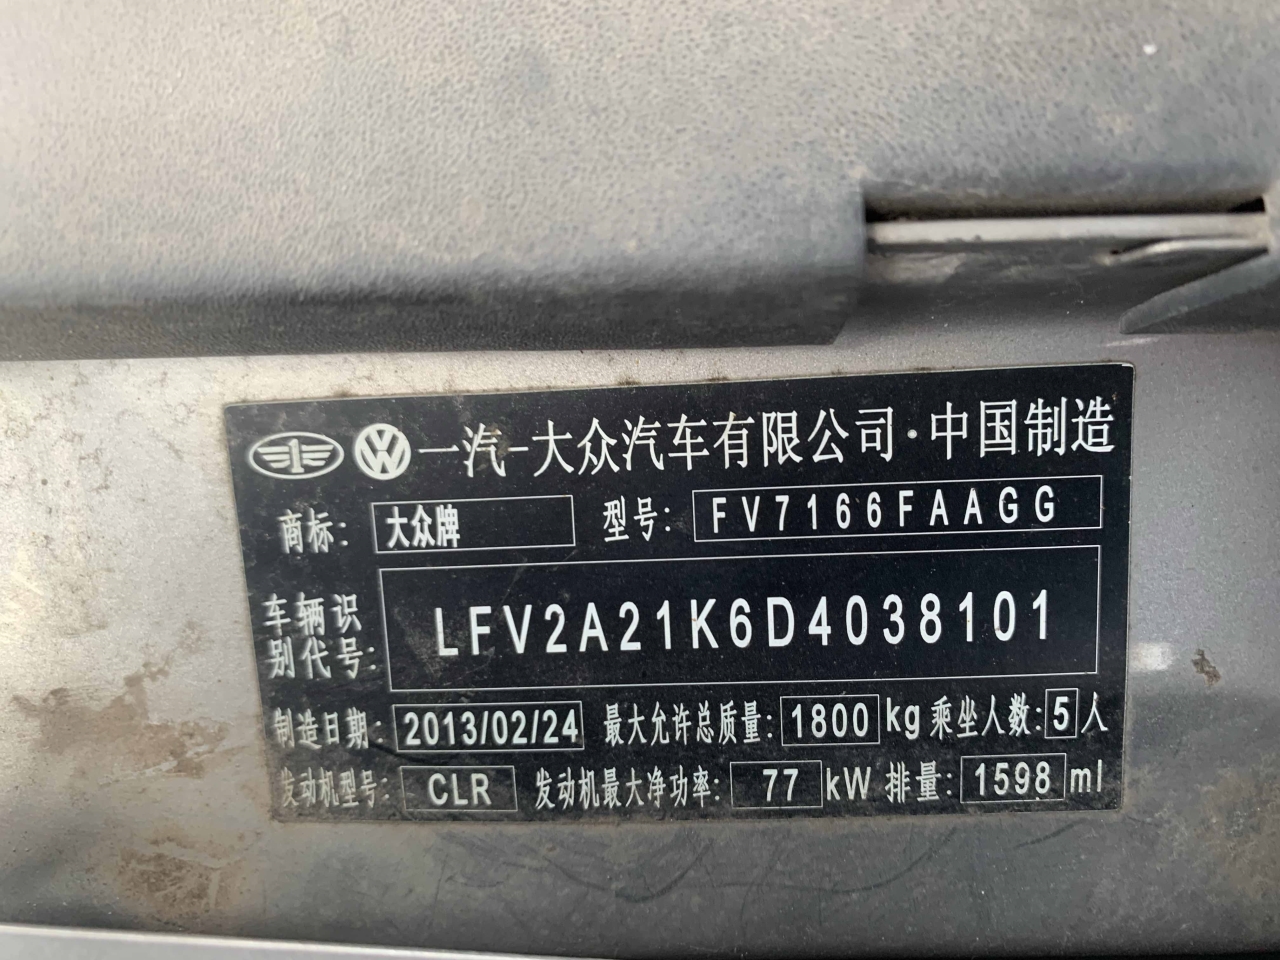 一汽-大众汽车有限公司·中国制造
商标: 大众牌 型号: FV7166FAAGG
车辆识别代号: LFV2A21K6D4038101
制造日期: 2013/02/24 最大允许总质量: 1800 kg 乘坐人数: 5 人
发动机型号: CLR 发动机最大净功率: 77 kW 排量: 1598 ml